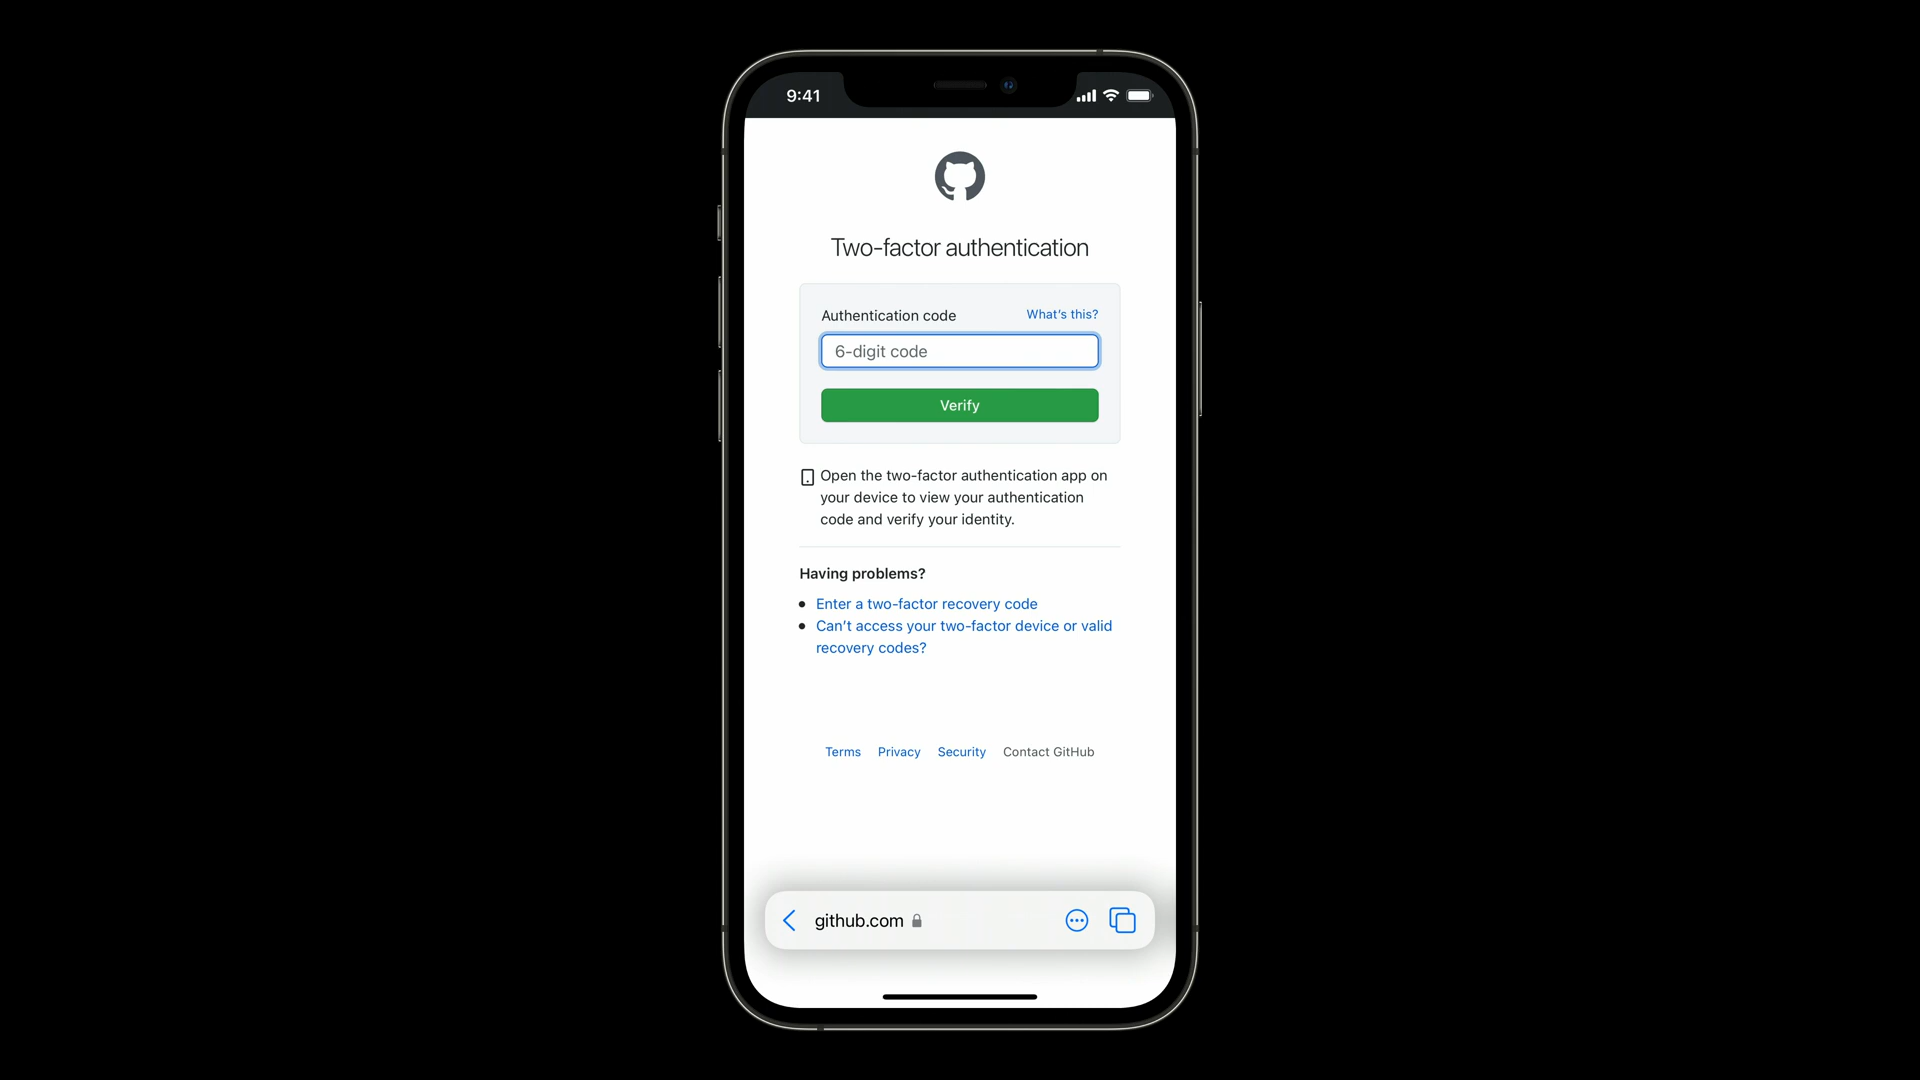 9:41
Two-factor authentication
Authentication code What's this?
6-digit code
Verify
Open the two-factor authentication app on
your device to view your authentication
code and verify your identity.
Having problems?
Enter a two-factor recovery code
Can't access your two-factor device or valid
recovery codes?
Terms Privacy Security Contact GitHub
github.com